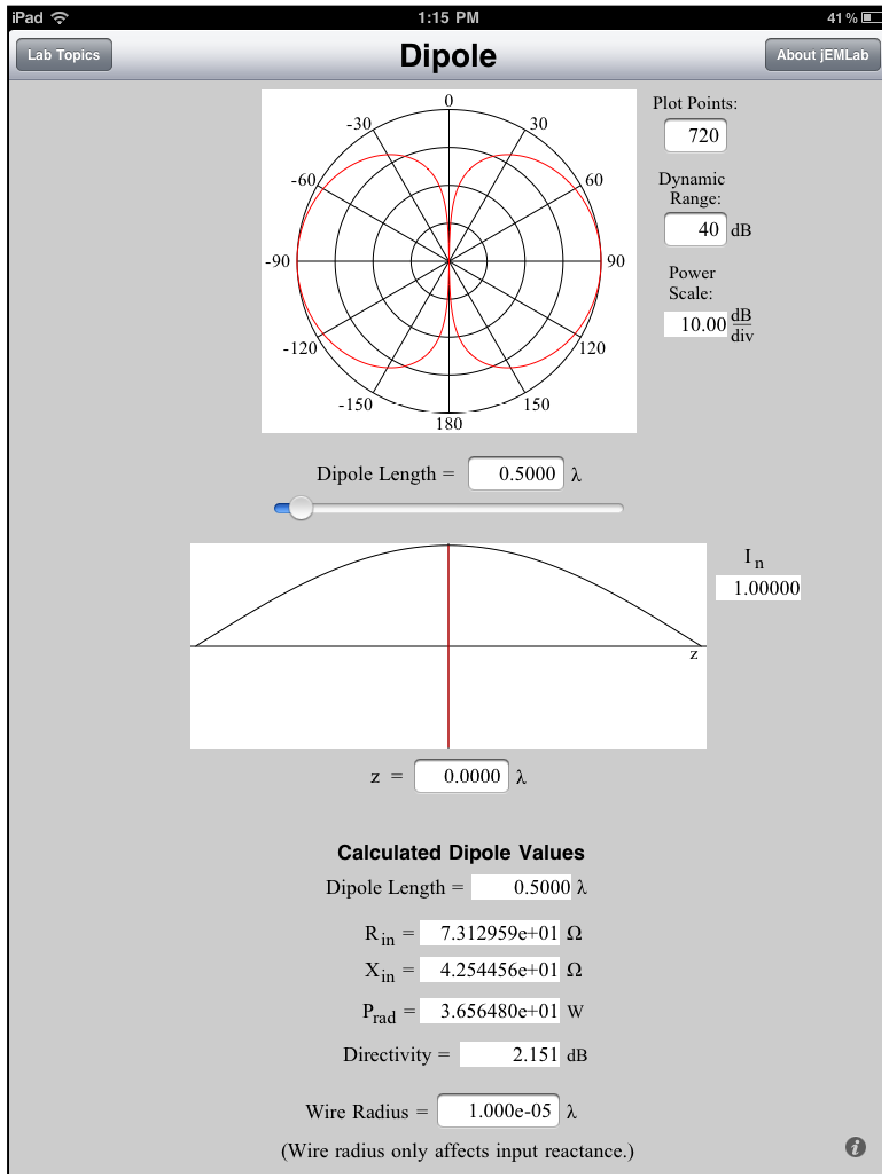 iPad 1:15 PM 41%
Lab Topics Dipole About jEMLab
0
-30 30
-60 60
-90 90
-120 120
-150 150
180
Plot Points:
720
Dynamic
Range:
40 dB
Power
Scale:
10.00 dB
div
Dipole Length = 0.5000 λ
I n
1.00000
z
z = 0.0000 λ
Calculated Dipole Values
Dipole Length = 0.5000 λ
R in = 7.312959e+01 Ω
X in = 4.254456e+01 Ω
P rad = 3.656480e+01 W
Directivity = 2.151 dB
Wire Radius = 1.000e-05 λ
(Wire radius only affects input reactance.)
i